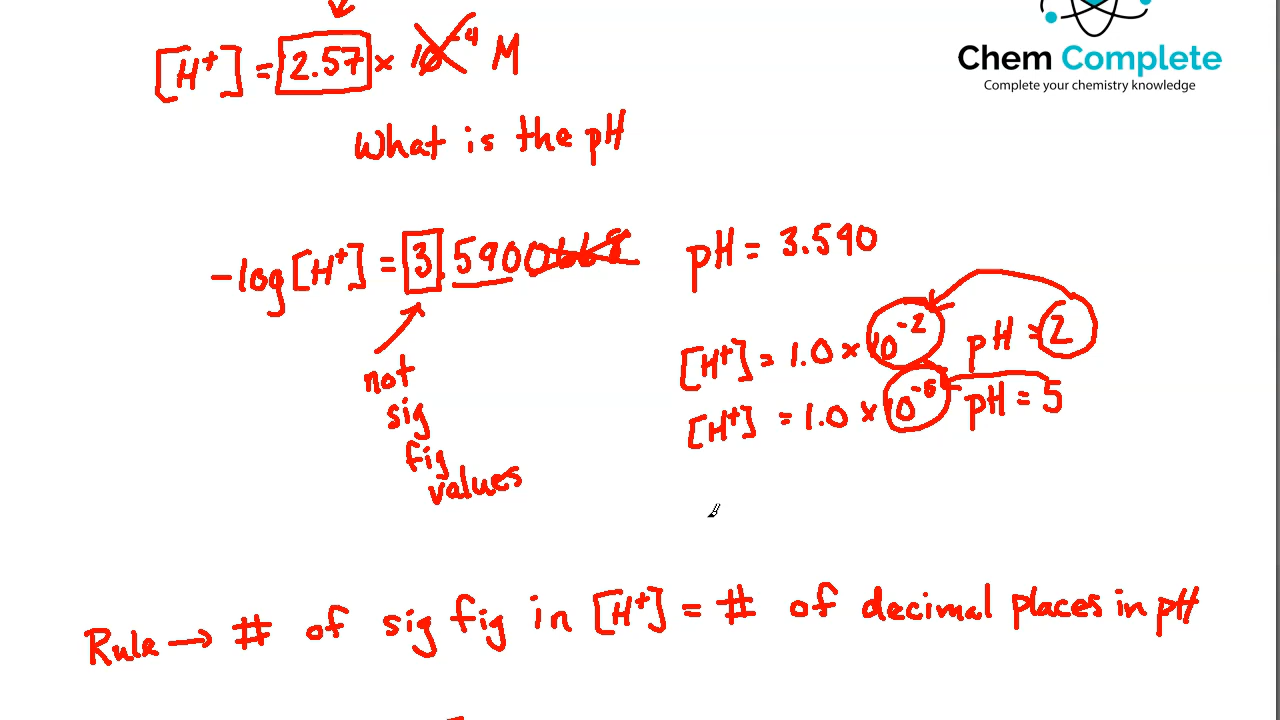 [H+] = 2.57 × 10-4 M
Chem Complete
Complete your chemistry knowledge
What is the pH
-log [H+] = 3.5900668
pH = 3.590
[H+] = 1.0 × 10-2 pH = 2
[H+] = 1.0 × 10-5 pH = 5
not
sig
fig
values
Rule → # of sig fig in [H+] = # of decimal places in pH